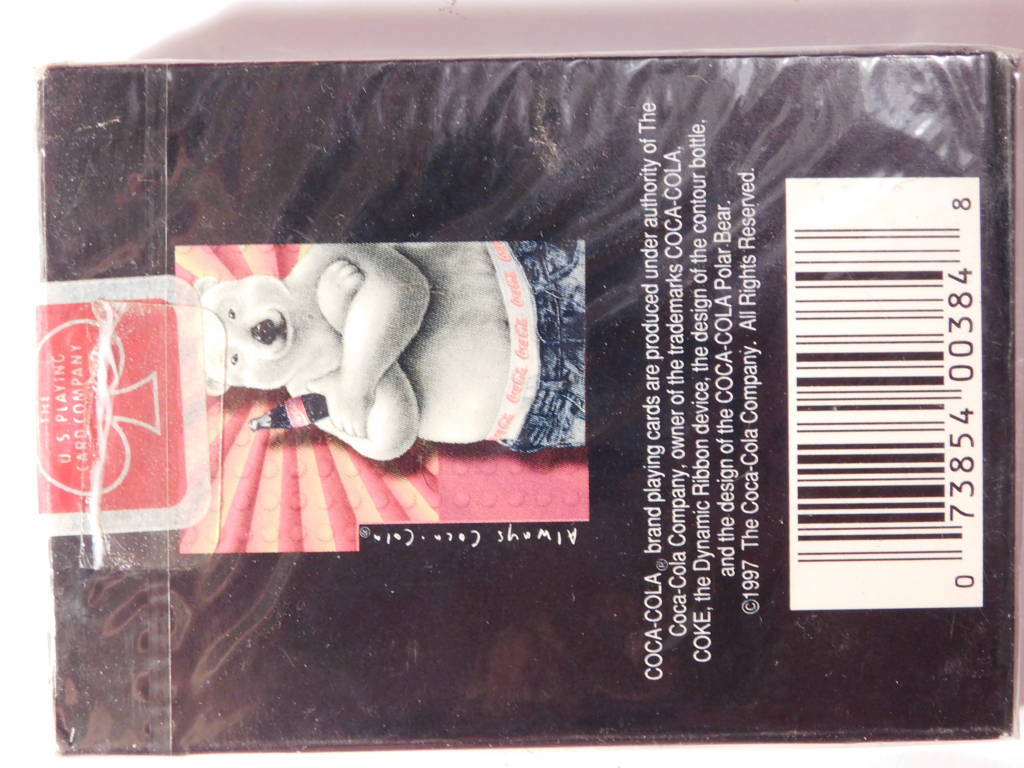 THE
U.S. PLAYING
CARD COMPANY
Always Coca-Cola®
Coca-Cola Coca-Cola Coca-Cola
COCA-COLA® brand playing cards are produced under authority of The
Coca-Cola Company, owner of the trademarks COCA-COLA,
COKE, the Dynamic Ribbon device, the design of the contour bottle,
and the design of the COCA-COLA Polar Bear.
©1997 The Coca-Cola Company. All Rights Reserved.
0 73854 00384 8